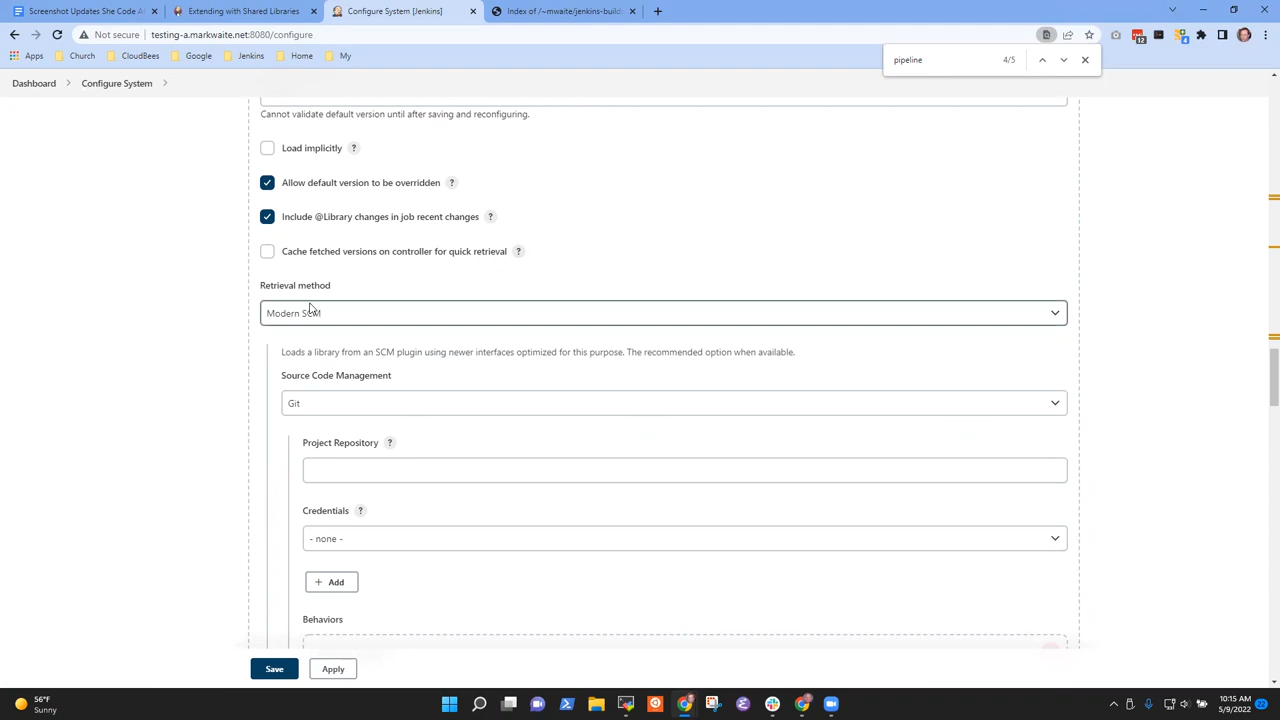 Screenshot Updates She Code A
Extending with Shared Libraries
Configure System [Jenkins]
Index of /~mwaite/jenkins-build
Not secure
testing-a.markwaite.net:8080/configure
12
4
Apps
Church
CloudBees
Google
Jenkins
Home
My
pipeline
4/5
Dashboard
Configure System
Cannot validate default version until after saving and reconfiguring.
Load implicitly ?
Allow default version to be overridden ?
Include @Library changes in job recent changes ?
Cache fetched versions on controller for quick retrieval ?
Retrieval method
Modern SCM
Loads a library from an SCM plugin using newer interfaces optimized for this purpose. The recommended option when available.
Source Code Management
Git
Project Repository ?
Credentials ?
- none -
+ Add
Behaviors
Save
Apply
56°F
Sunny
10:15 AM
5/9/2022
22